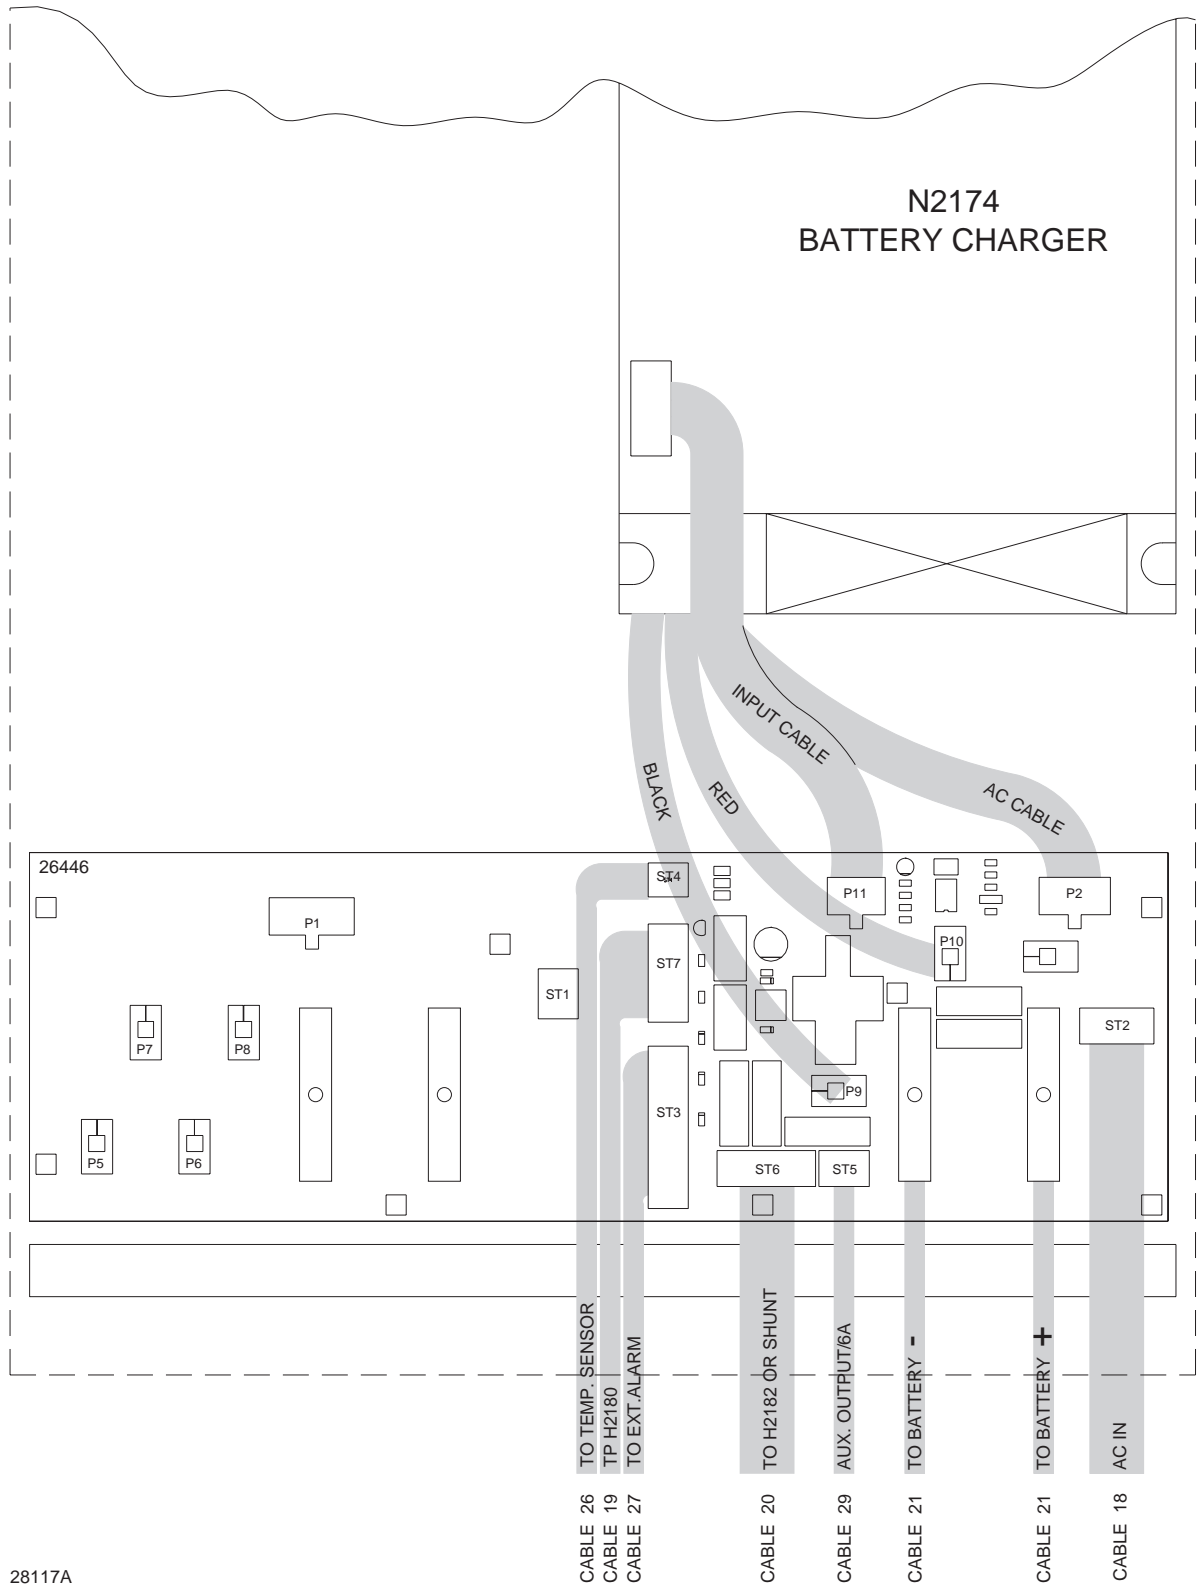 N2174
BATTERY CHARGER
INPUT CABLE
BLACK
RED
AC CABLE
26446
ST4
P11
P2
P1
P10
ST7
ST1
ST2
P7
P8
P9
ST3
P5
P6
ST6
ST5
TO TEMP. SENSOR
TP H2180
TO EXT.ALARM
TO H2182 OR SHUNT
AUX. OUTPUT/6A
TO BATTERY -
TO BATTERY +
AC IN
CABLE 26
CABLE 19
CABLE 27
CABLE 20
CABLE 29
CABLE 21
CABLE 21
CABLE 18
28117A